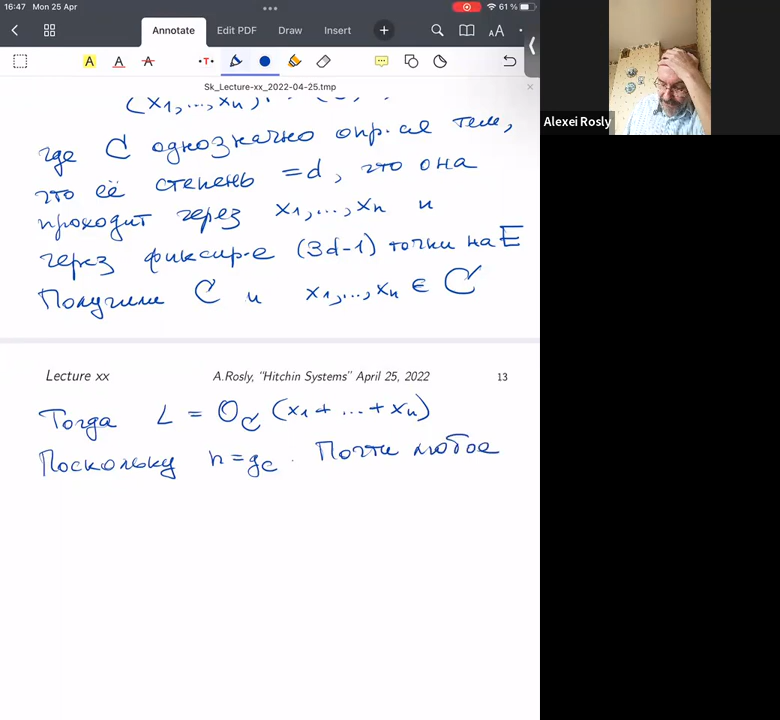 16:47 Mon 25 Apr
61 %
Annotate Edit PDF Draw Insert
AA
A A A T
Sk_Lecture-xx_2022-04-25.tmp
(x1,...,xn)
где C однозначно опр-ся тем,
что её степень =d, что она
проходит через x1,...,xn и
через фиксир-е (3d-1) точки на E
Получили C и x1,...,xn ∈ C
Lecture xx A.Rosly, "Hitchin Systems" April 25, 2022 13
Тогда L = O_C (x1+...+xn)
Поскольку n=g_C. Почти любое
Alexei Rosly